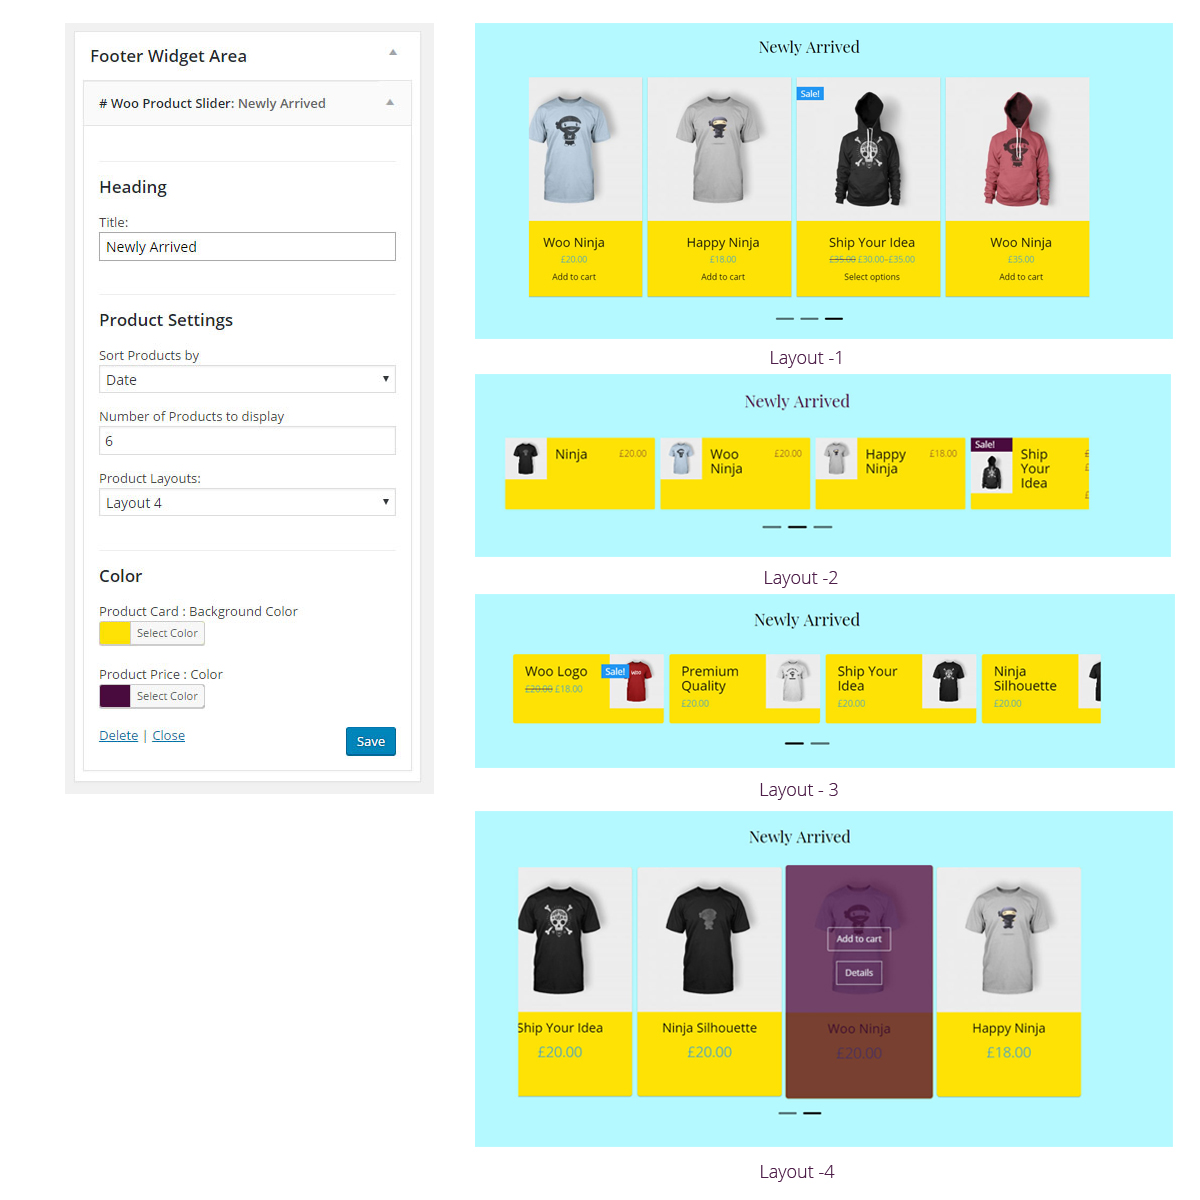 Footer Widget Area
# Woo Product Slider: Newly Arrived
Heading
Title:
Newly Arrived
Product Settings
Sort Products by
Date
Number of Products to display
6
Product Layouts:
Layout 4
Color
Product Card : Background Color
Select Color
Product Price : Color
Select Color
Delete | Close
Save
Newly Arrived
Sale!
Woo Ninja
£20.00
Add to cart
Happy Ninja
£18.00
Add to cart
Ship Your Idea
£35.00 £30.00–£35.00
Select options
Woo Ninja
£35.00
Add to cart
Layout -1
Newly Arrived
Ninja
£20.00
Woo
Ninja
£20.00
Happy
Ninja
£18.00
Sale!
Ship
Your
Idea
£
£
£
Layout -2
Newly Arrived
Woo Logo
£20.00 £18.00
Sale!
WOO
Premium
Quality
£20.00
Ship Your
Idea
£20.00
Ninja
Silhouette
£20.00
Layout - 3
Newly Arrived
Ship Your Idea
£20.00
Ninja Silhouette
£20.00
Add to cart
Details
Woo Ninja
£20.00
Happy Ninja
£18.00
Layout -4